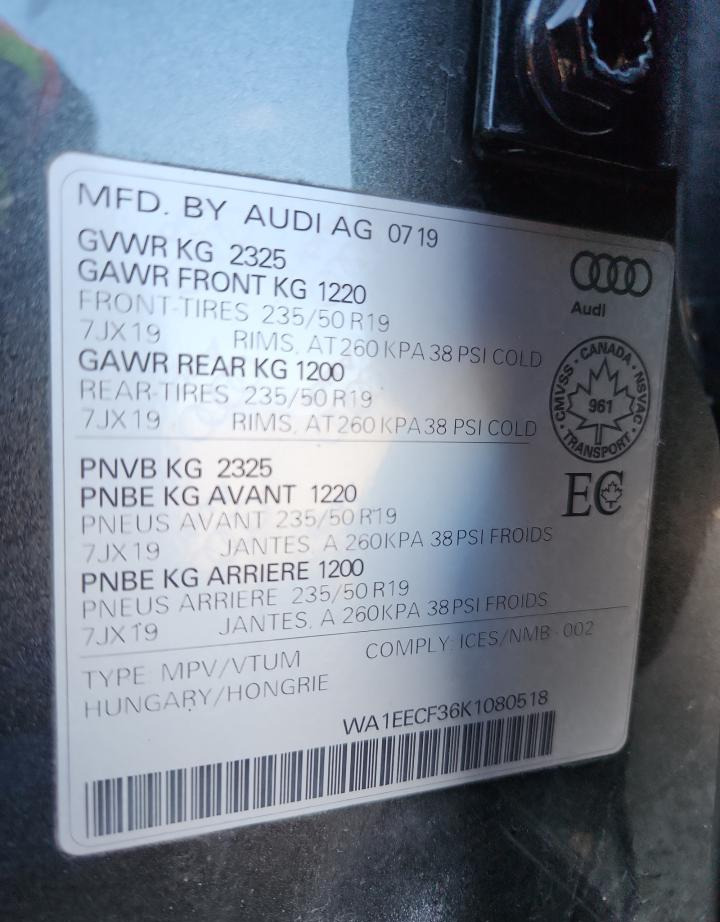 MFD. BY AUDI AG 0719
GVWR KG 2325
GAWR FRONT KG 1220
FRONT-TIRES 235/50 R19
7JX19 RIMS, AT 260 KPA 38 PSI COLD
GAWR REAR KG 1200
REAR-TIRES 235/50 R19
7JX19 RIMS, AT 260 KPA 38 PSI COLD
Audi
CMVSS · CANADA · NSVAC · TRANSPORT ·
961
EC
PNVB KG 2325
PNBE KG AVANT 1220
PNEUS AVANT 235/50 R19
7JX19 JANTES, A 260KPA 38 PSI FROIDS
PNBE KG ARRIERE 1200
PNEUS ARRIERE 235/50 R19
7JX19 JANTES, A 260KPA 38 PSI FROIDS
TYPE: MPV/VTUM COMPLY: ICES/NMB - 002
HUNGARY/HONGRIE
WA1EECF36K1080518